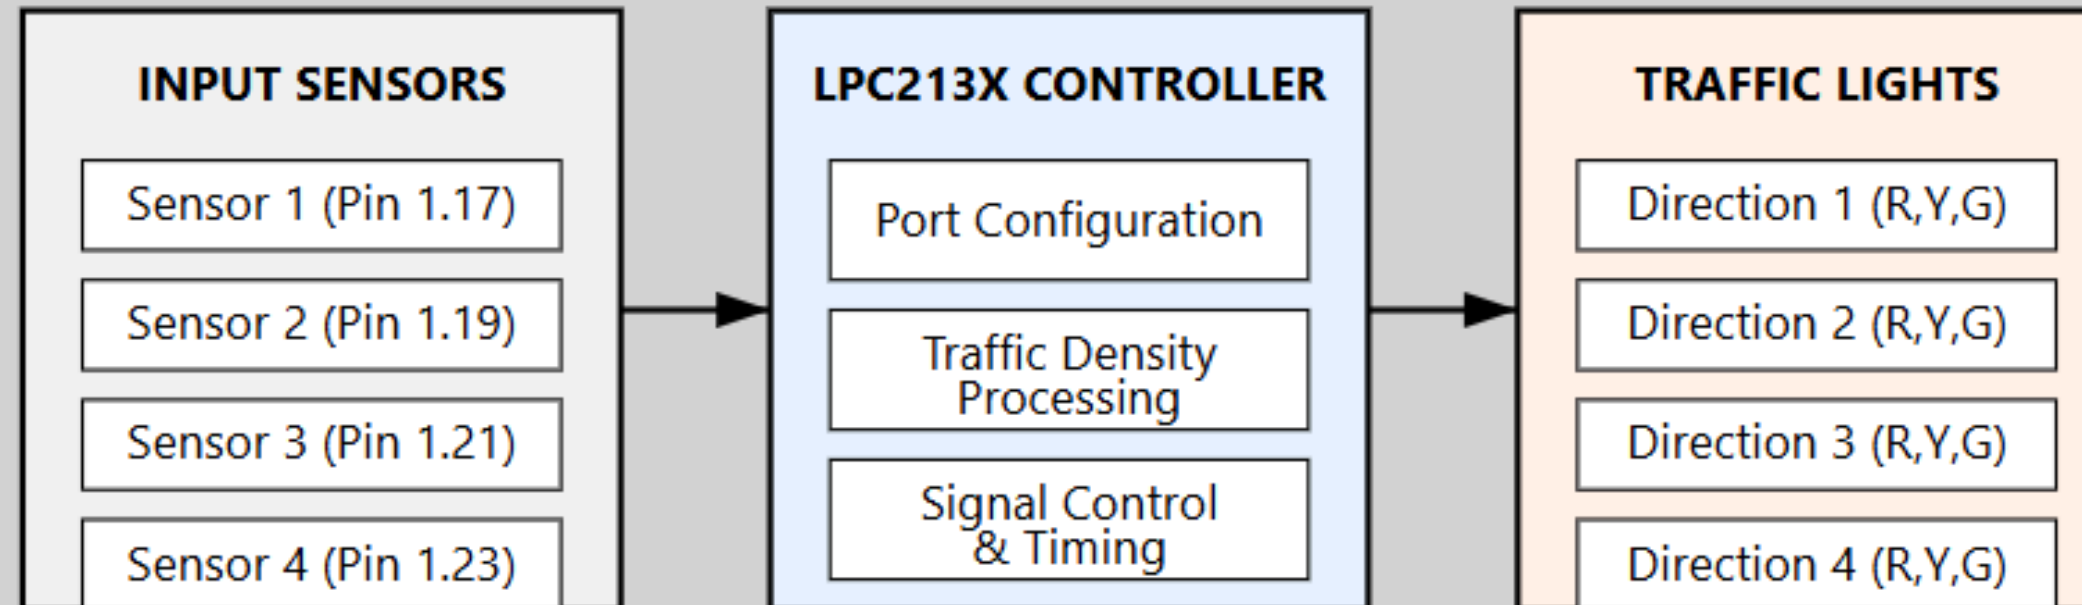 INPUT SENSORS
Sensor 1 (Pin 1.17)
Sensor 2 (Pin 1.19)
Sensor 3 (Pin 1.21)
Sensor 4 (Pin 1.23)
LPC213X CONTROLLER
Port Configuration
Traffic Density
Processing
Signal Control
& Timing
TRAFFIC LIGHTS
Direction 1 (R,Y,G)
Direction 2 (R,Y,G)
Direction 3 (R,Y,G)
Direction 4 (R,Y,G)